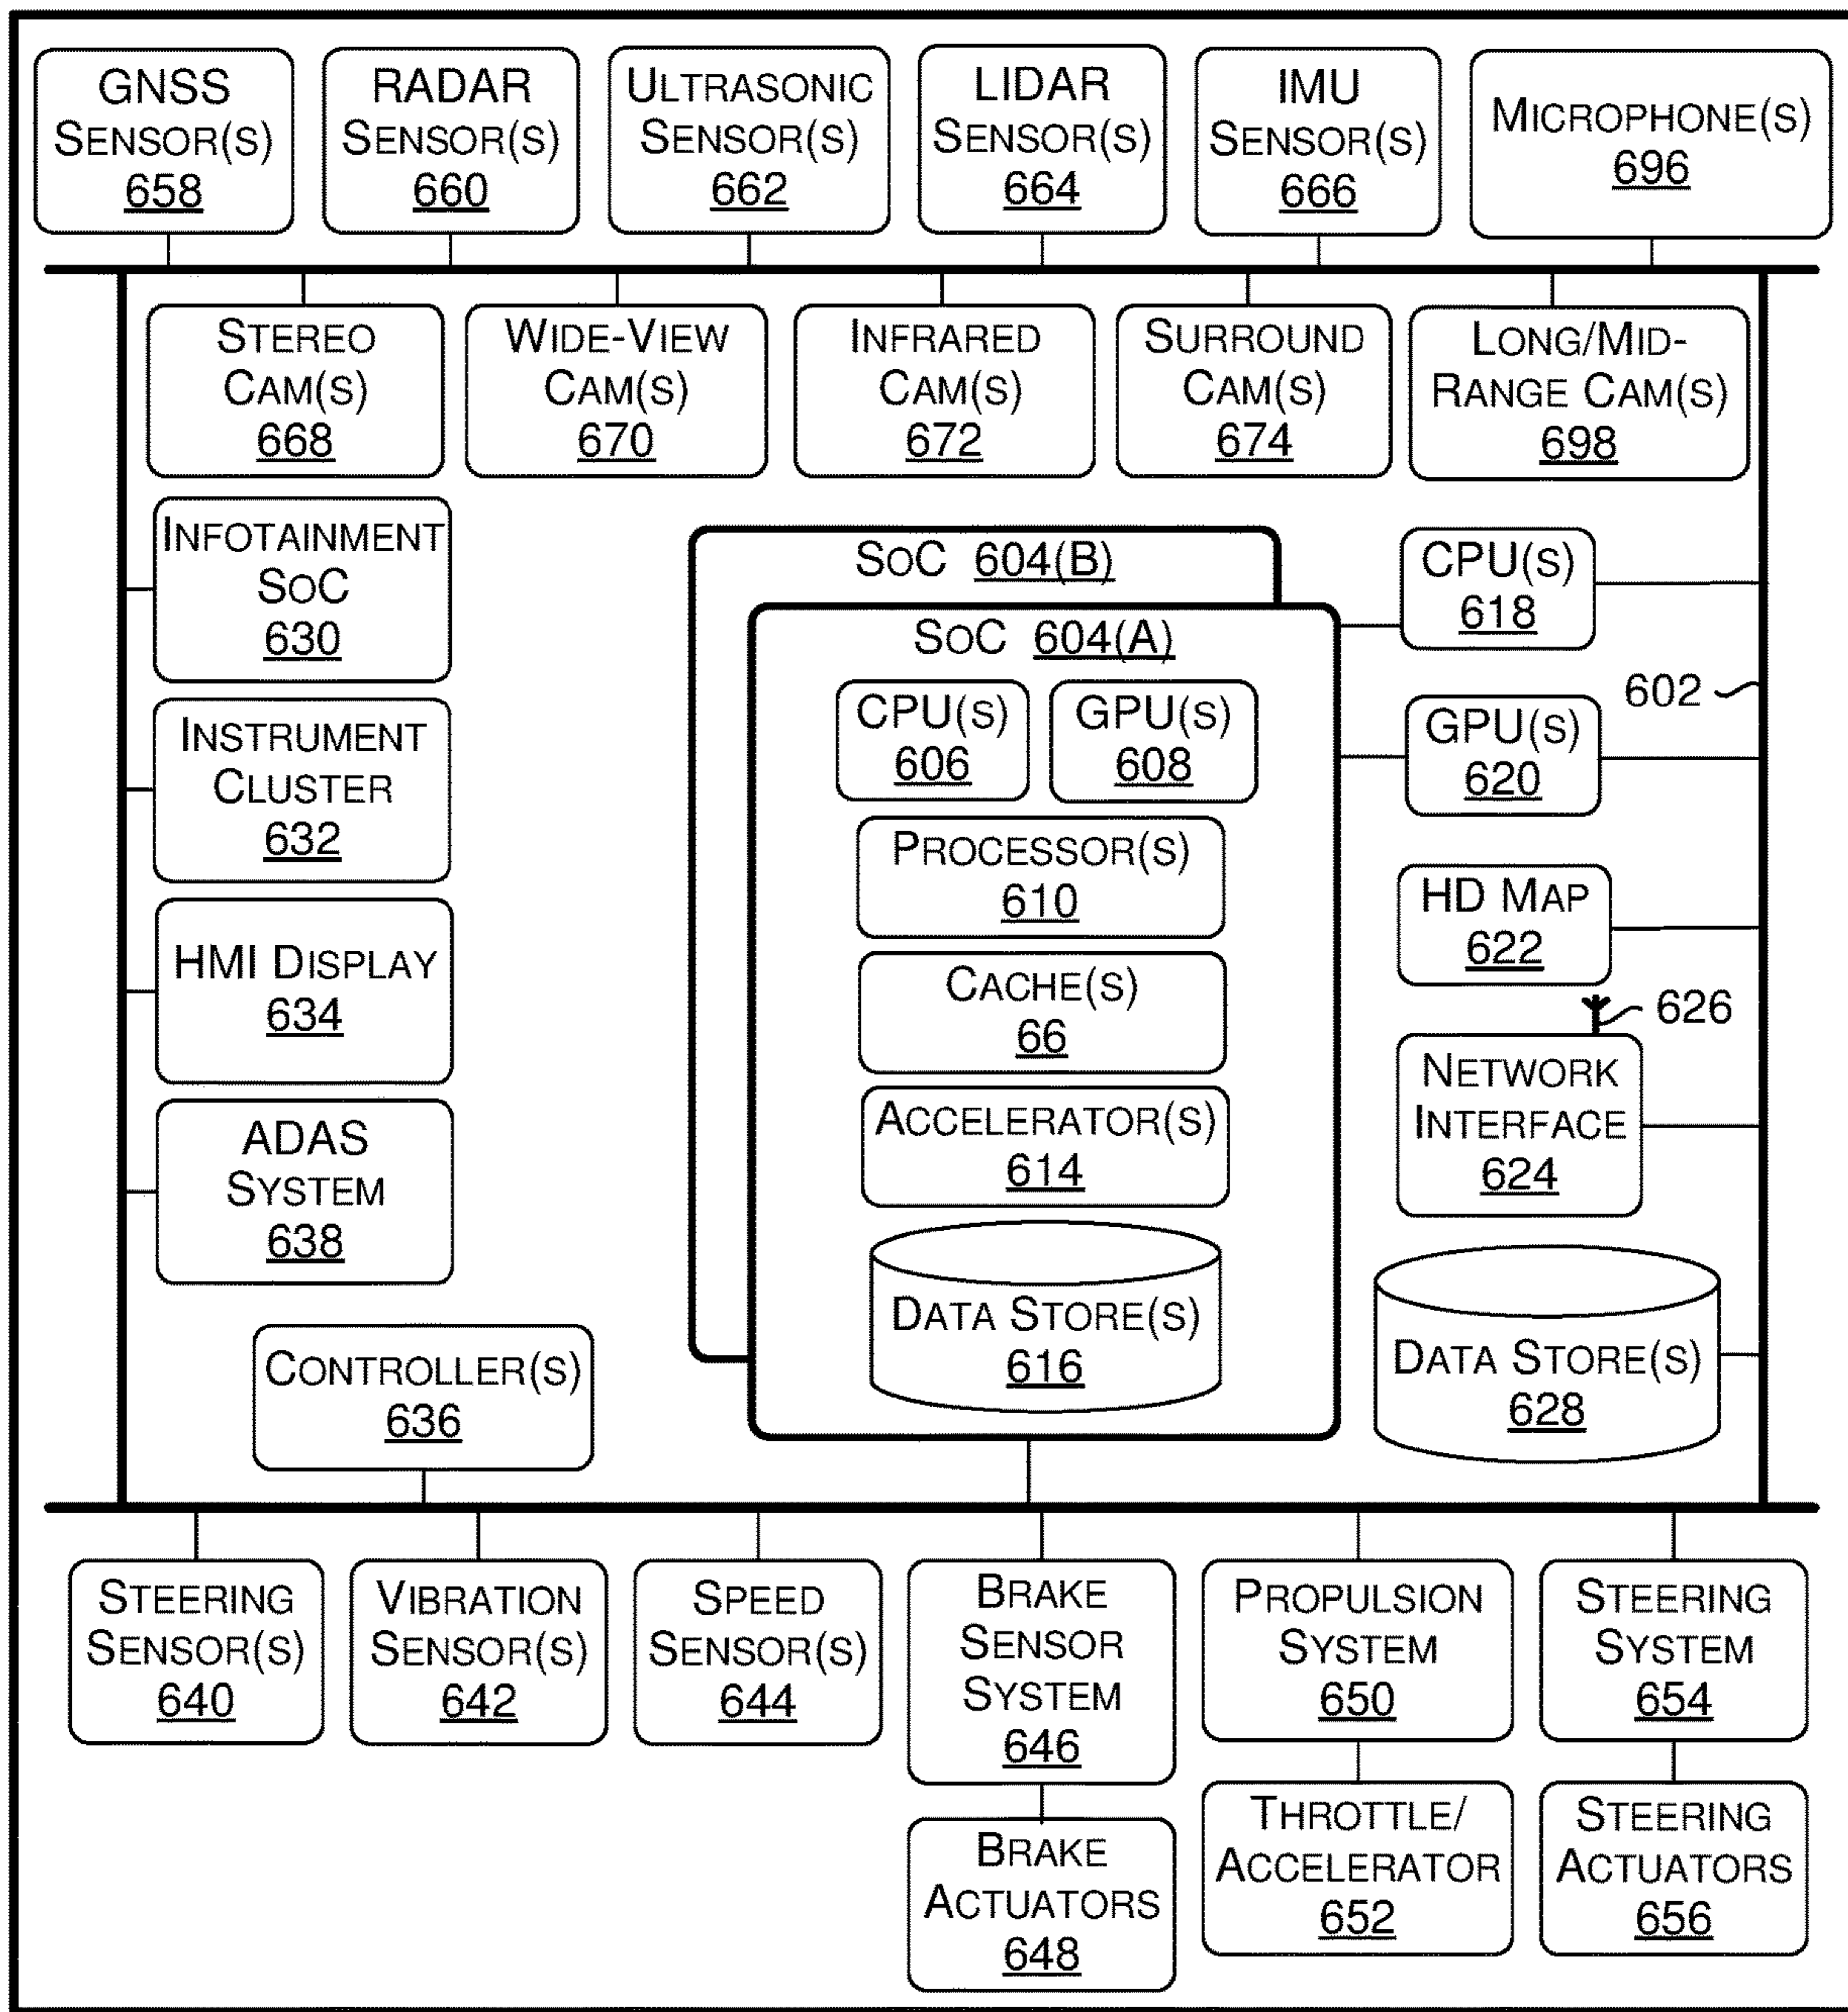 GNSS
SENSOR(S)
658
RADAR
SENSOR(S)
660
ULTRASONIC
SENSOR(S)
662
LIDAR
SENSOR(S)
664
IMU
SENSOR(S)
666
MICROPHONE(S)
696
STEREO
CAM(S)
668
WIDE-VIEW
CAM(S)
670
INFRARED
CAM(S)
672
SURROUND
CAM(S)
674
LONG/MID-
RANGE CAM(S)
698
INFOTAINMENT
SOC
630
INSTRUMENT
CLUSTER
632
HMI DISPLAY
634
ADAS
SYSTEM
638
CONTROLLER(S)
636
SOC 604(B)
SOC 604(A)
CPU(S)
606
GPU(S)
608
PROCESSOR(S)
610
CACHE(S)
66
ACCELERATOR(S)
614
DATA STORE(S)
616
CPU(S)
618
602
GPU(S)
620
HD MAP
622
626
NETWORK
INTERFACE
624
DATA STORE(S)
628
STEERING
SENSOR(S)
640
VIBRATION
SENSOR(S)
642
SPEED
SENSOR(S)
644
BRAKE
SENSOR
SYSTEM
646
PROPULSION
SYSTEM
650
STEERING
SYSTEM
654
BRAKE
ACTUATORS
648
THROTTLE/
ACCELERATOR
652
STEERING
ACTUATORS
656